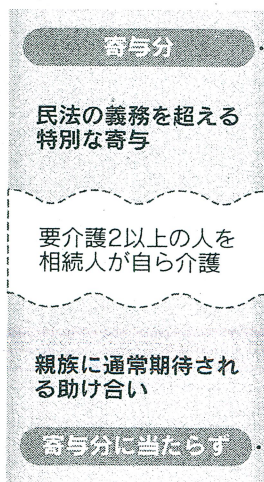 寄与分
民法の義務を超える
特別な寄与
要介護2以上の人を
相続人が自ら介護
親族に通常期待され
る助け合い
寄与分に当たらず